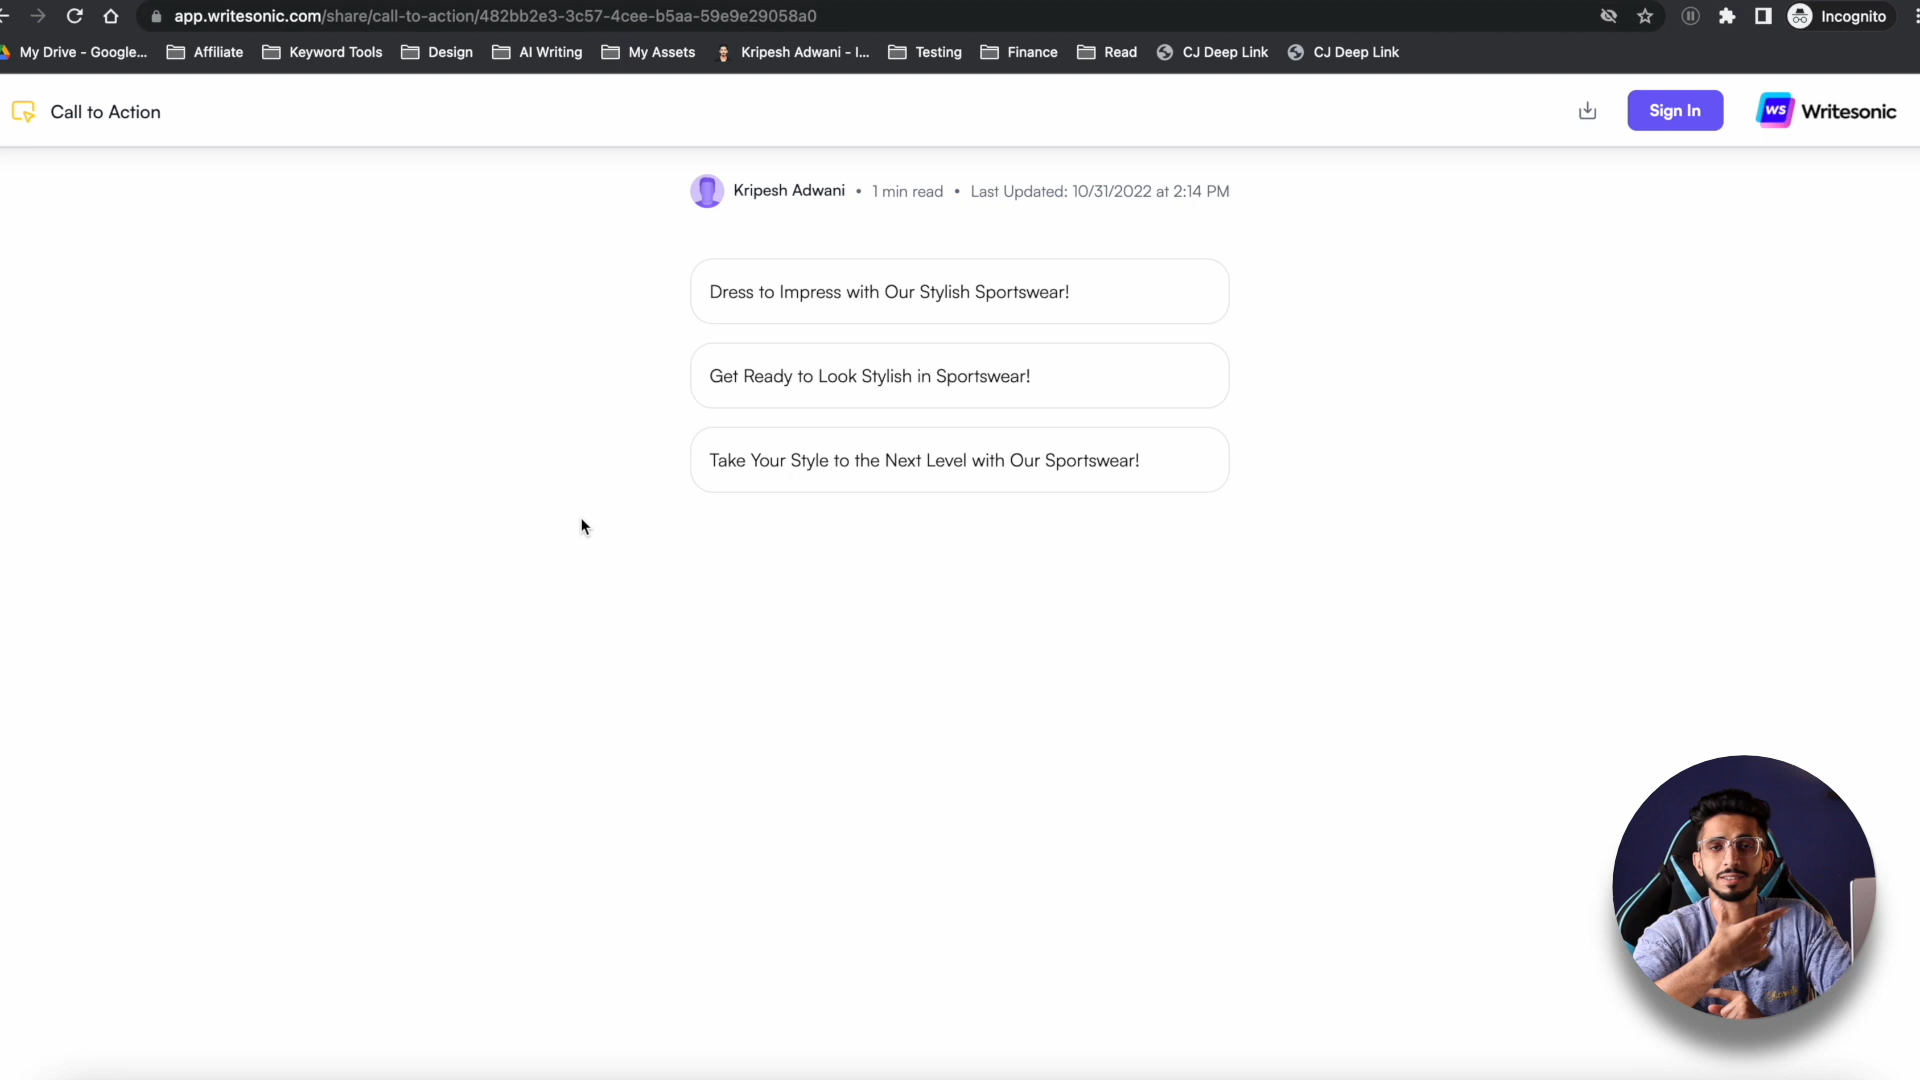 app.writesonic.com/share/call-to-action/482bb2e3-3c57-4cee-b5aa-59e9e29058a0
Incognito
My Drive - Google...
Affiliate
Keyword Tools
Design
AI Writing
My Assets
Kripesh Adwani - I...
Testing
Finance
Read
CJ Deep Link
CJ Deep Link
Call to Action
Sign In
WS
Writesonic
Kripesh Adwani • 1 min read • Last Updated: 10/31/2022 at 2:14 PM
Dress to Impress with Our Stylish Sportswear!
Get Ready to Look Stylish in Sportswear!
Take Your Style to the Next Level with Our Sportswear!